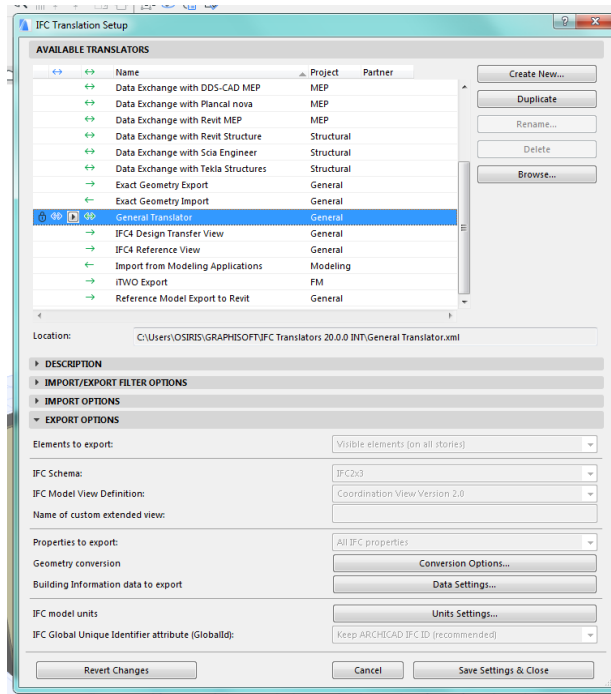 IFC Translation Setup
AVAILABLE TRANSLATORS
Name Project Partner
Data Exchange with DDS-CAD MEP MEP
Data Exchange with Plancal nova MEP
Data Exchange with Revit MEP MEP
Data Exchange with Revit Structure Structural
Data Exchange with Scia Engineer Structural
Data Exchange with Tekla Structures Structural
Exact Geometry Export General
Exact Geometry Import General
General Translator General
IFC4 Design Transfer View General
IFC4 Reference View General
Import from Modeling Applications Modeling
iTWO Export FM
Reference Model Export to Revit General
Create New...
Duplicate
Rename...
Delete
Browse...
Location: C:\Users\OSIRIS\GRAPHISOFT\IFC Translators 20.0.0 INT\General Translator.xml
DESCRIPTION
IMPORT/EXPORT FILTER OPTIONS
IMPORT OPTIONS
EXPORT OPTIONS
Elements to export: Visible elements (on all stories)
IFC Schema: IFC2x3
IFC Model View Definition: Coordination View Version 2.0
Name of custom extended view:
Properties to export: All IFC properties
Geometry conversion Conversion Options...
Building Information data to export Data Settings...
IFC model units Units Settings...
IFC Global Unique Identifier attribute (GlobalId): Keep ARCHICAD IFC ID (recommended)
Revert Changes Cancel Save Settings & Close